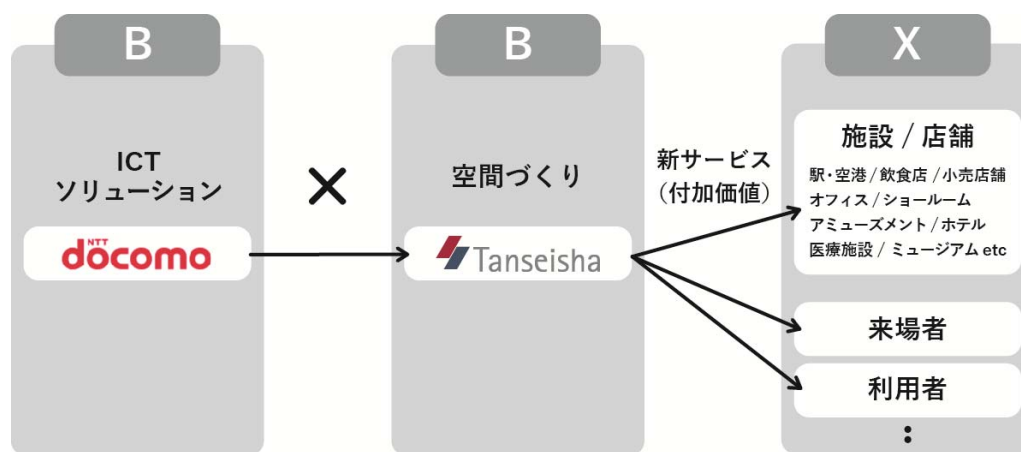 B
ICT
ソリューション
NTT
döcomo
×
B
空間づくり
Tanseisha
新サービス
（付加価値）
X
施設 / 店舗
駅・空港 / 飲食店 / 小売店舗
オフィス / ショールーム
アミューズメント / ホテル
医療施設 / ミュージアム etc
来場者
利用者
：